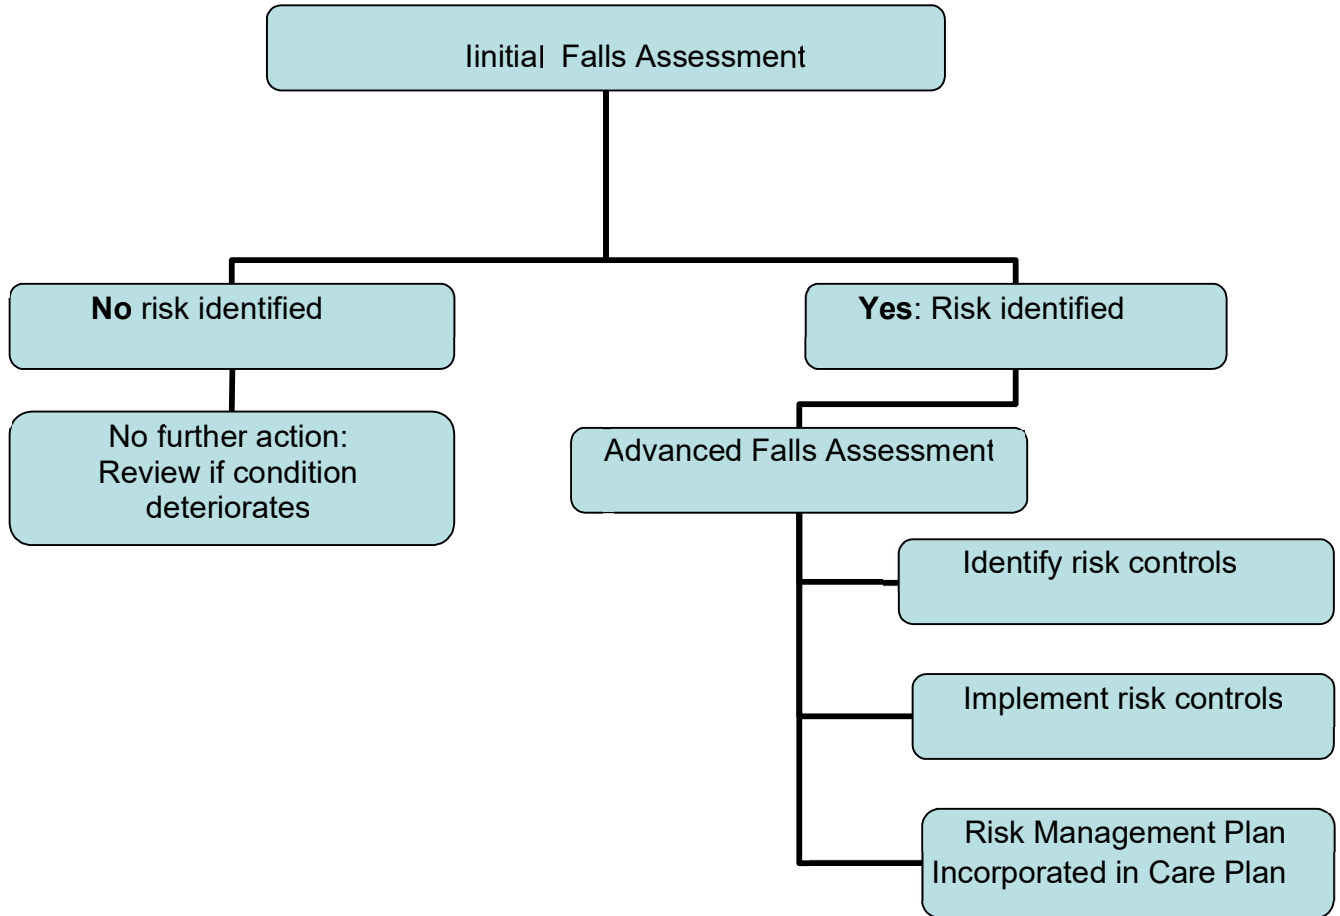 Iinitial Falls Assessment
No risk identified
Yes: Risk identified
No further action:
Review if condition
deteriorates
Advanced Falls Assessment
Identify risk controls
Implement risk controls
Risk Management Plan
Incorporated in Care Plan